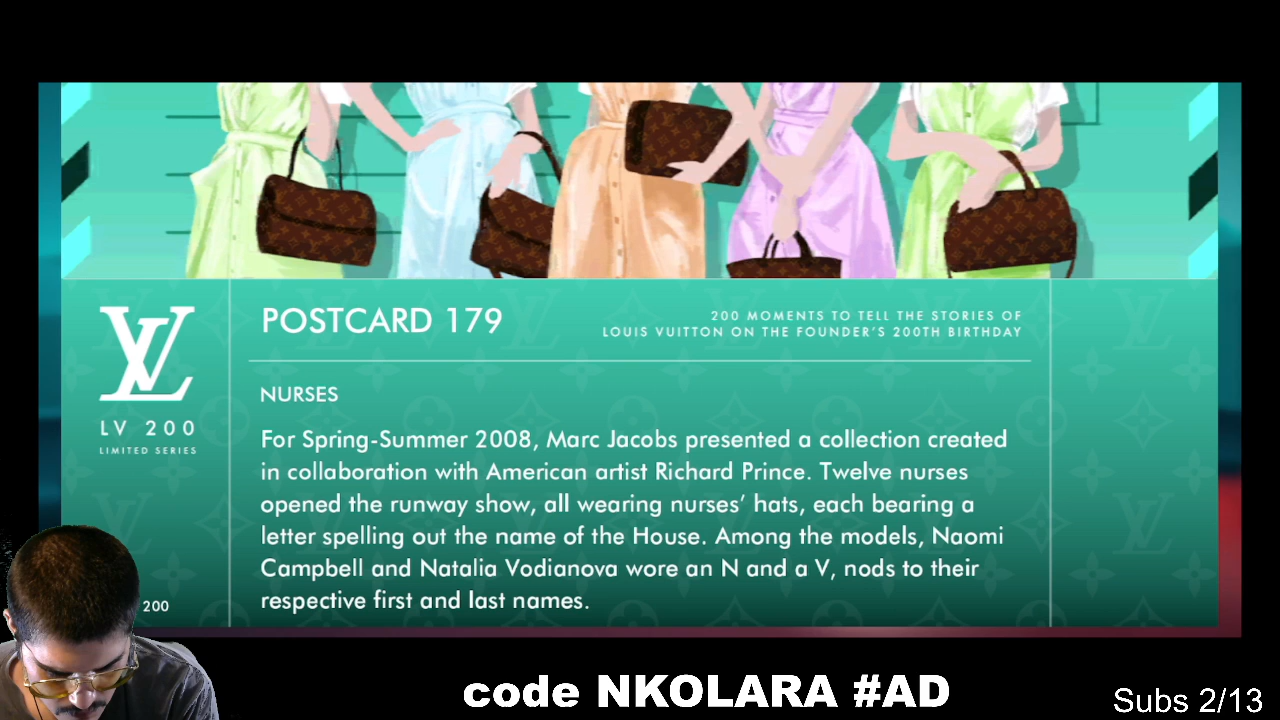 LV
LV 200
LIMITED SERIES
200
POSTCARD 179
200 MOMENTS TO TELL THE STORIES OF
LOUIS VUITTON ON THE FOUNDER'S 200TH BIRTHDAY
NURSES
For Spring-Summer 2008, Marc Jacobs presented a collection created
in collaboration with American artist Richard Prince. Twelve nurses
opened the runway show, all wearing nurses’ hats, each bearing a
letter spelling out the name of the House. Among the models, Naomi
Campbell and Natalia Vodianova wore an N and a V, nods to their
respective first and last names.
code NKOLARA #AD
Subs 2/13